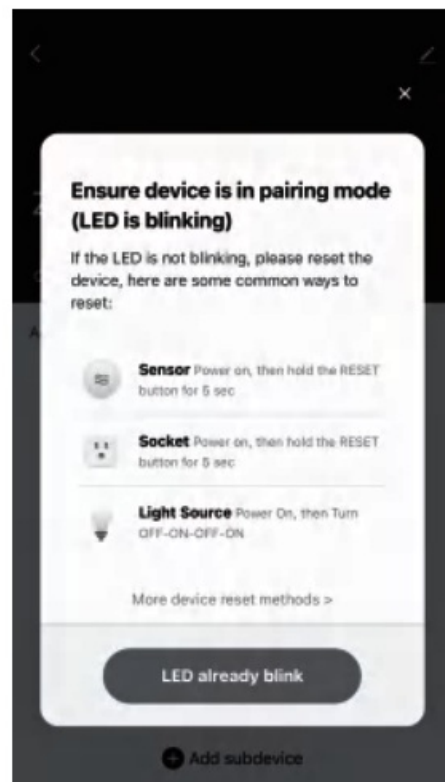 Ensure device is in pairing mode
(LED is blinking)
If the LED is not blinking, please reset the
device, here are some common ways to
reset:
Sensor Power on, then hold the RESET
button for 5 sec
Socket Power on, then hold the RESET
button for 5 sec
Light Source Power On, then Turn
OFF-ON-OFF-ON
More device reset methods >
LED already blink
Add subdevice